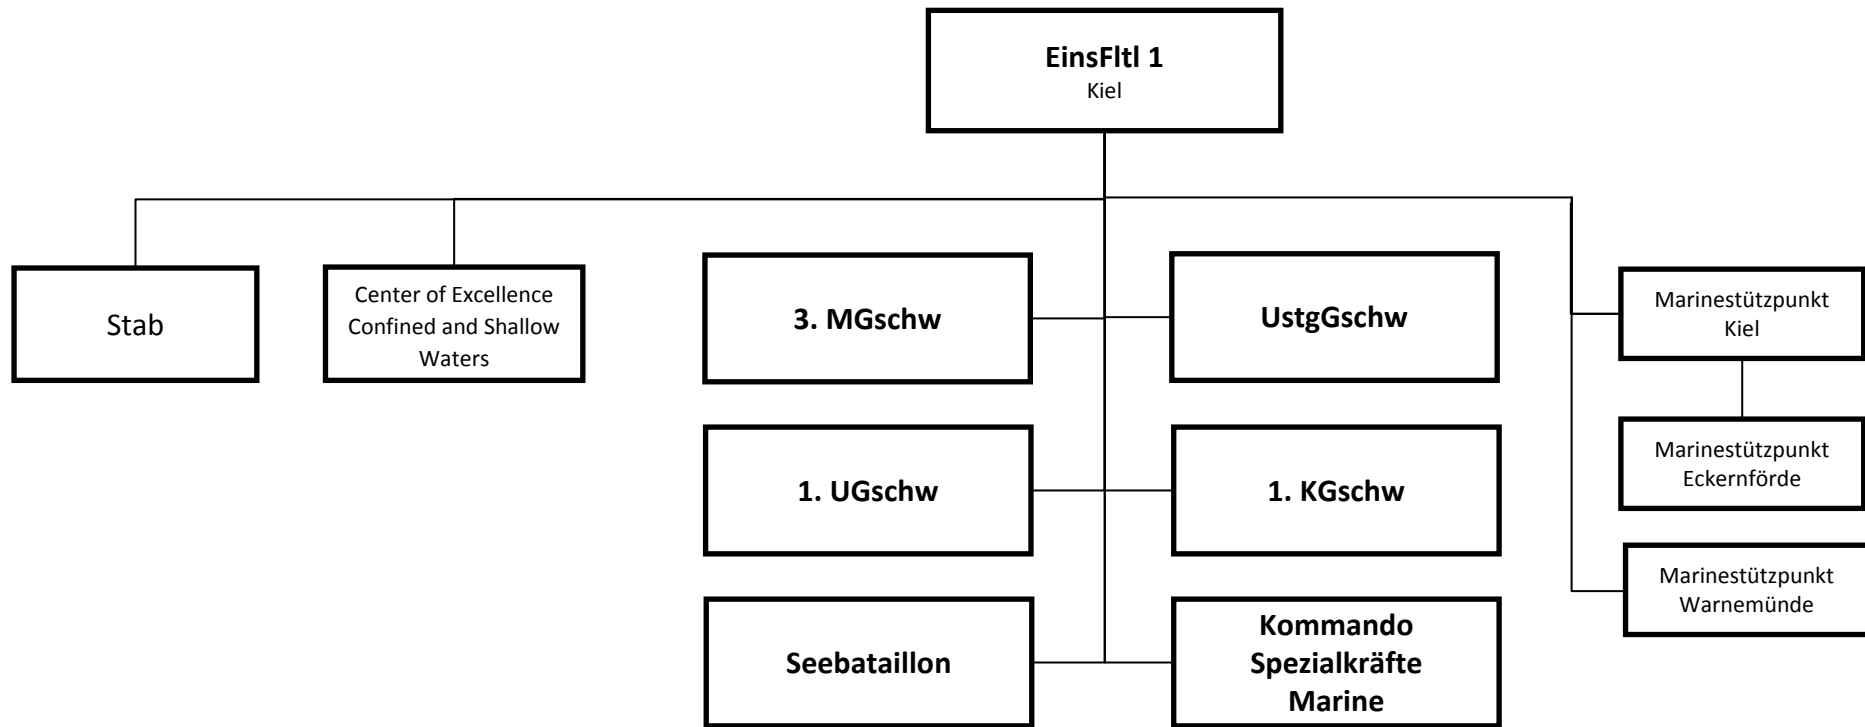 EinsFltl 1
Kiel
Stab
Center of Excellence
Confined and Shallow
Waters
3. MGschw
UstgGschw
Marinestützpunkt
Kiel
1. UGschw
1. KGschw
Marinestützpunkt
Eckernförde
Marinestützpunkt
Warnemünde
Seebataillon
Kommando
Spezialkräfte
Marine